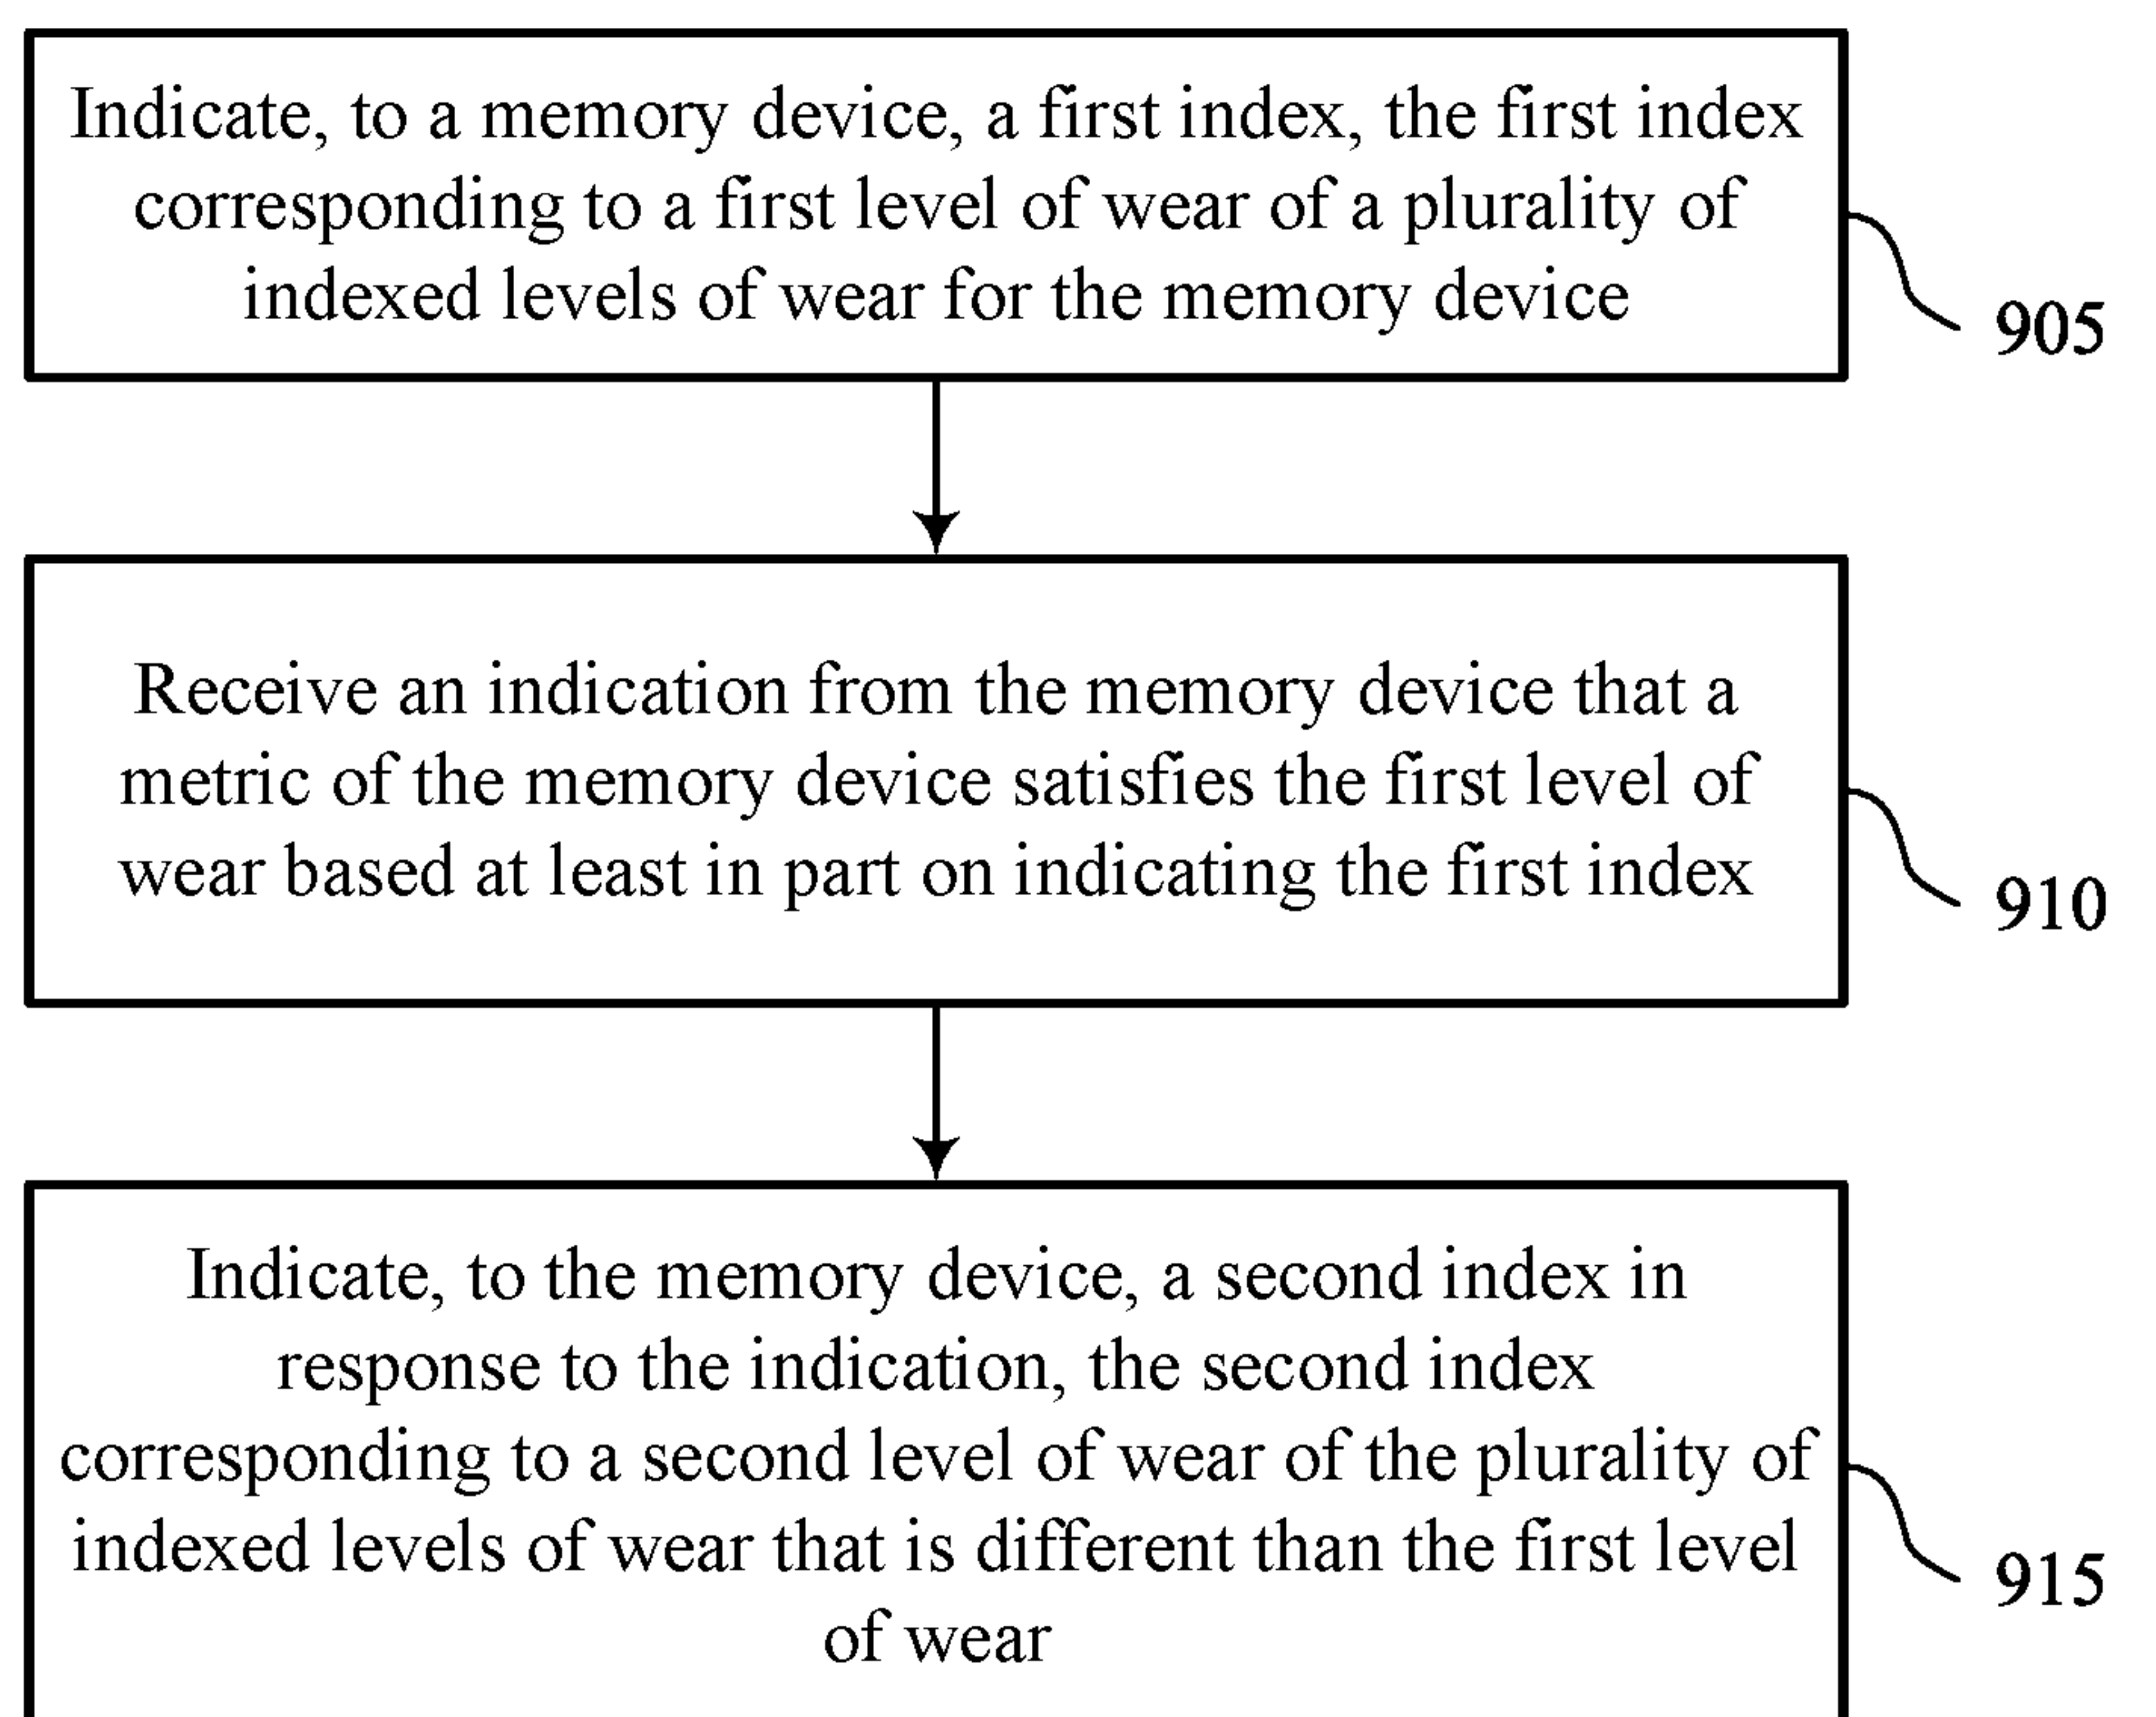 Indicate, to a memory device, a first index, the first index
corresponding to a first level of wear of a plurality of
indexed levels of wear for the memory device
905
Receive an indication from the memory device that a
metric of the memory device satisfies the first level of
wear based at least in part on indicating the first index
910
Indicate, to the memory device, a second index in
response to the indication, the second index
corresponding to a second level of wear of the plurality of
indexed levels of wear that is different than the first level
of wear
915